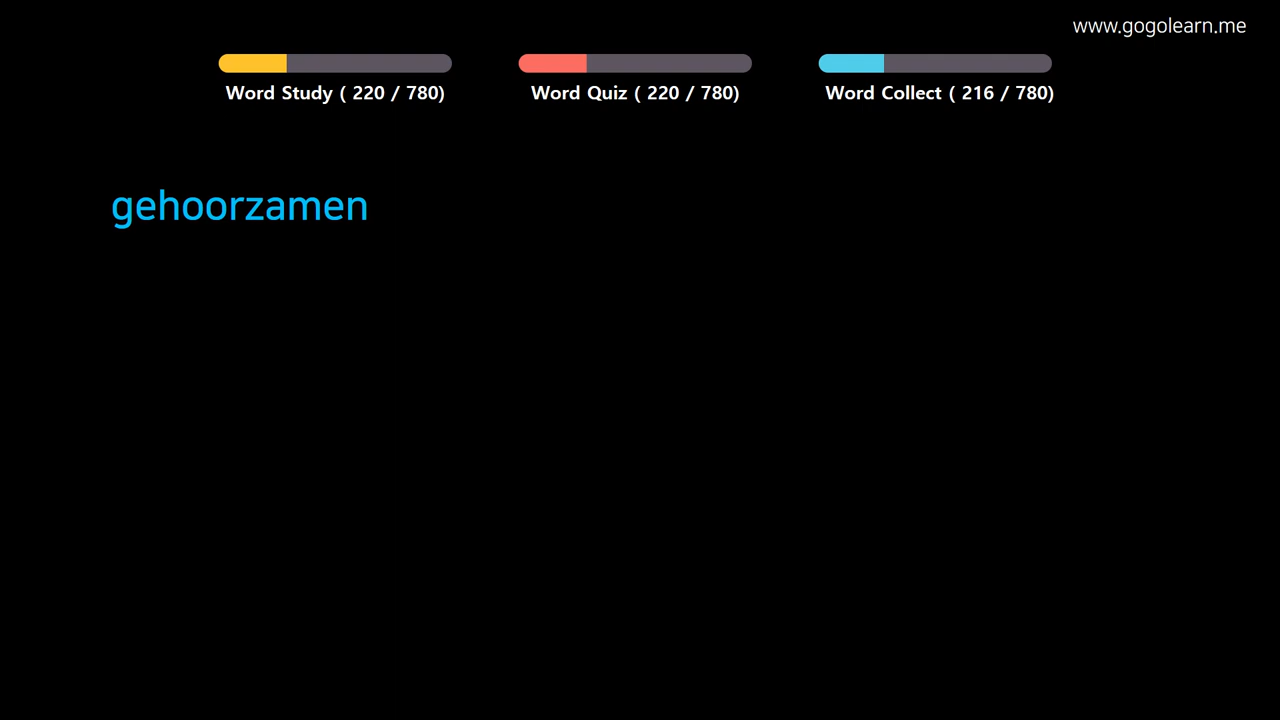 www.gogolearn.me
Word Study ( 220 / 780)
Word Quiz ( 220 / 780)
Word Collect ( 216 / 780)
gehoorzamen